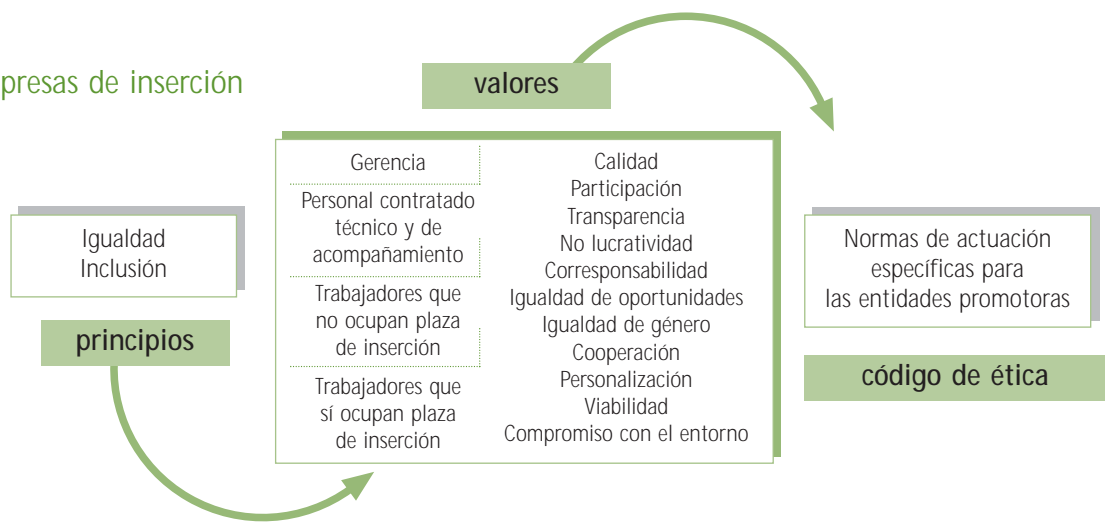 presas de inserción
valores
Igualdad
Inclusión
principios
Gerencia
Personal contratado
técnico y de
acompañamiento
Trabajadores que
no ocupan plaza
de inserción
Trabajadores que
sí ocupan plaza
de inserción
Calidad
Participación
Transparencia
No lucratividad
Corresponsabilidad
Igualdad de oportunidades
Igualdad de género
Cooperación
Personalización
Viabilidad
Compromiso con el entorno
Normas de actuación
específicas para
las entidades promotoras
código de ética